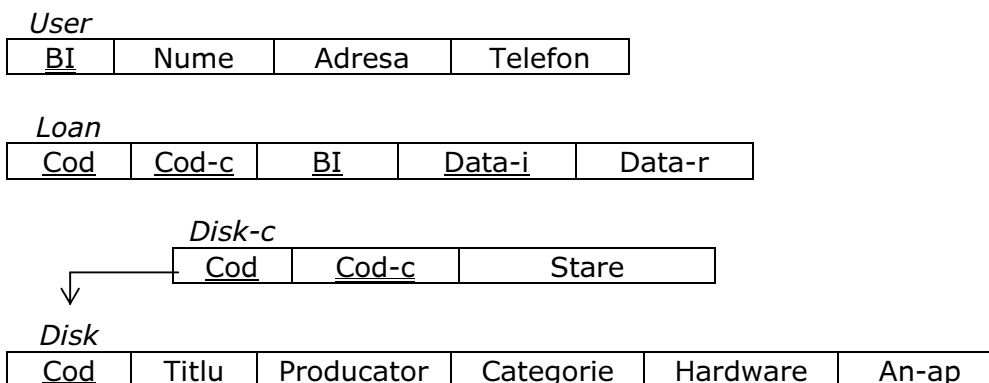 User
BI Nume Adresa Telefon
Loan
Cod Cod-c BI Data-i Data-r
Disk-c
Cod Cod-c Stare
Disk
Cod Titlu Producator Categorie Hardware An-ap